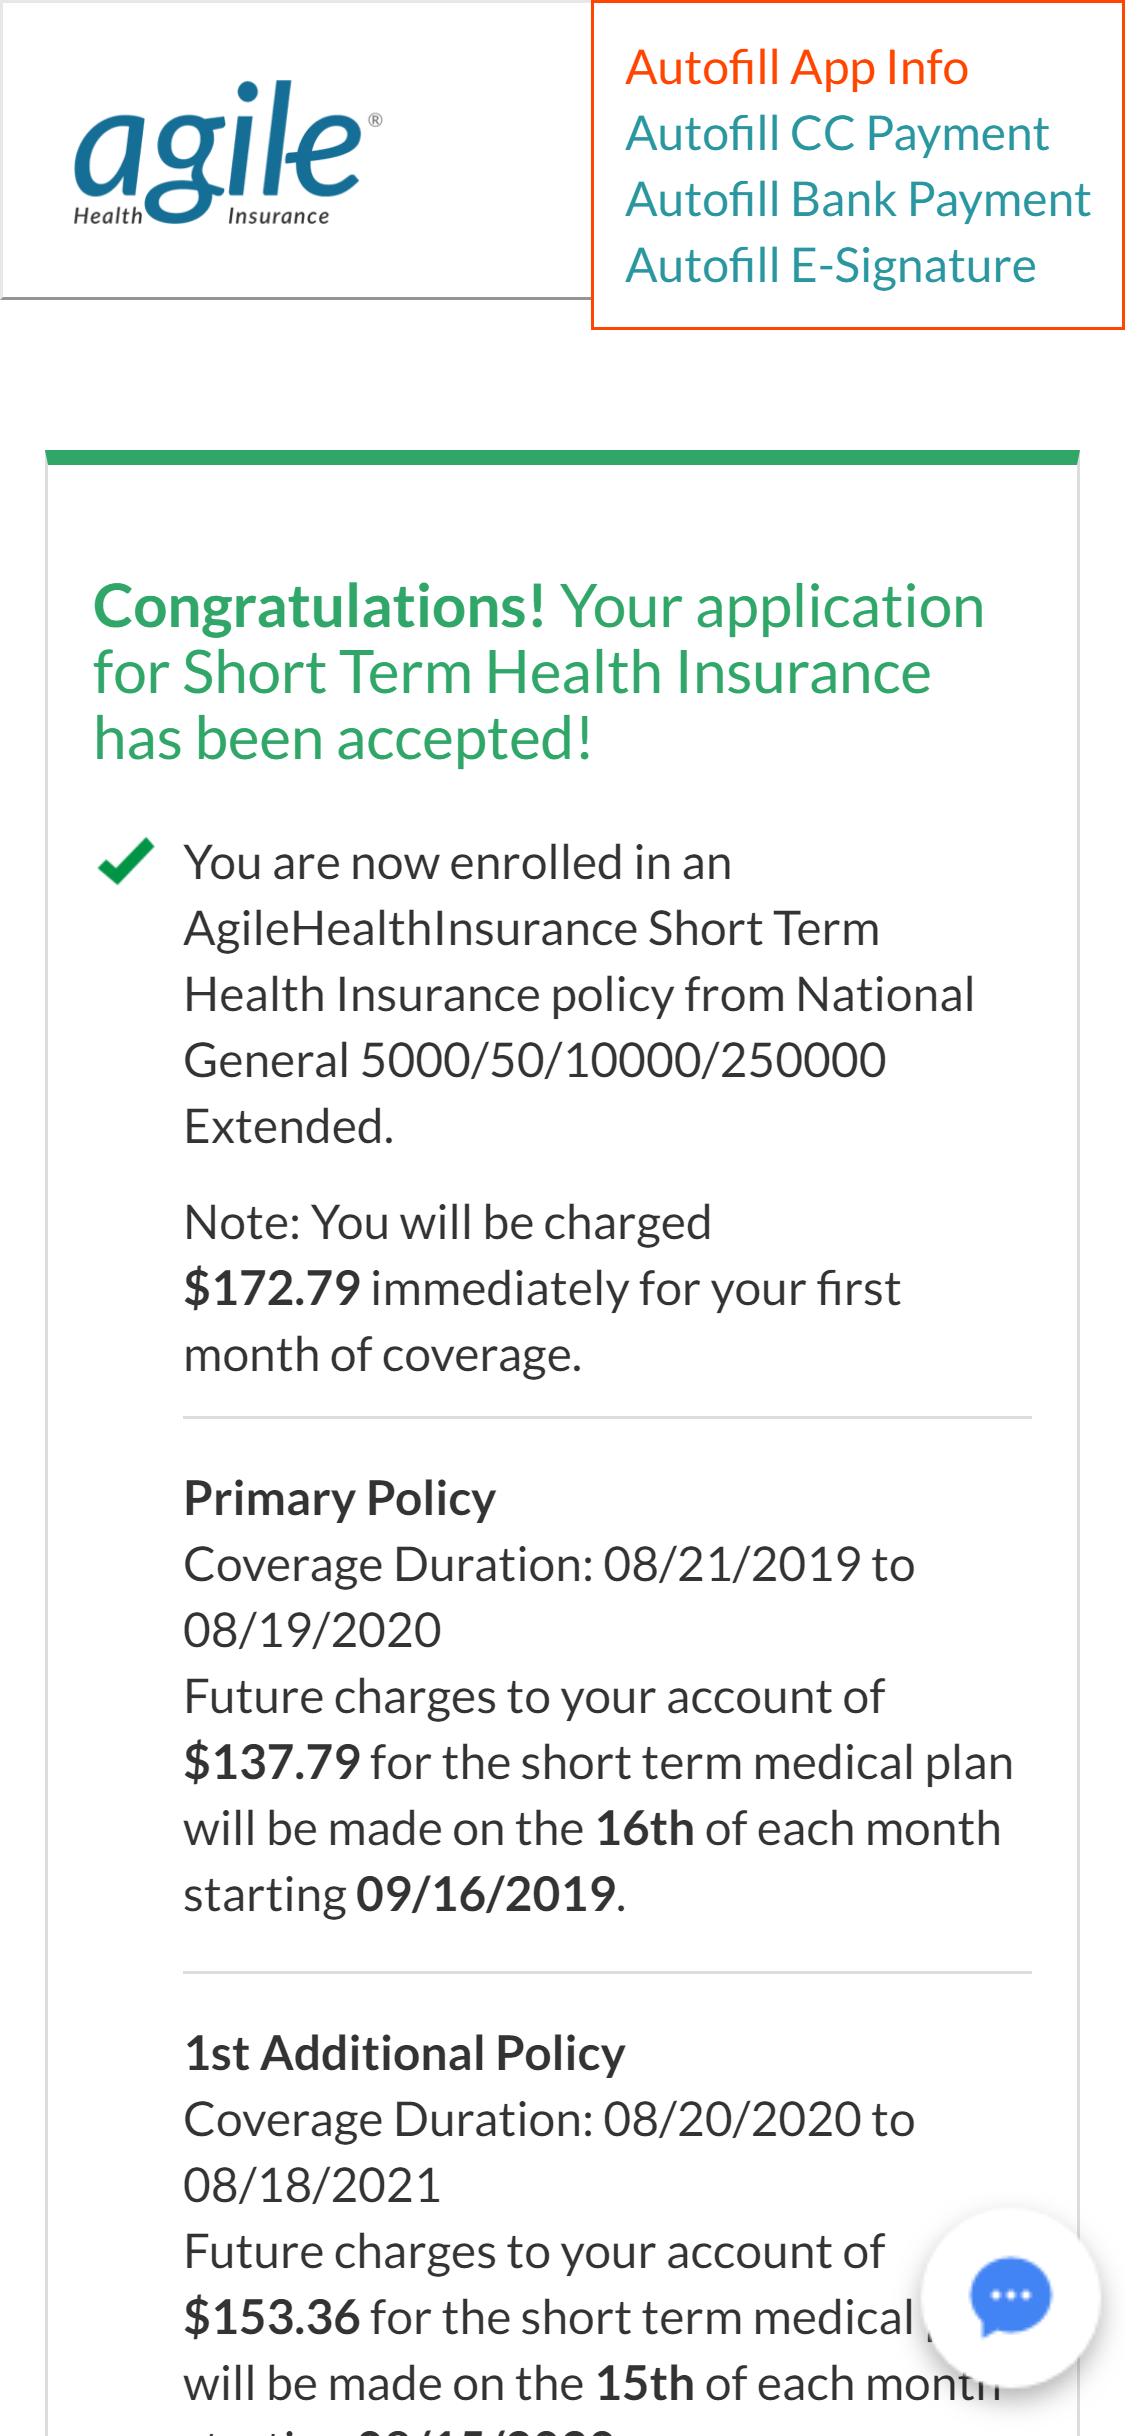 agile®
Health Insurance
Autofill App Info
Autofill CC Payment
Autofill Bank Payment
Autofill E-Signature
Congratulations! Your application
for Short Term Health Insurance
has been accepted!
You are now enrolled in an
AgileHealthInsurance Short Term
Health Insurance policy from National
General 5000/50/10000/250000
Extended.
Note: You will be charged
$172.79 immediately for your first
month of coverage.
Primary Policy
Coverage Duration: 08/21/2019 to
08/19/2020
Future charges to your account of
$137.79 for the short term medical plan
will be made on the 16th of each month
starting 09/16/2019.
1st Additional Policy
Coverage Duration: 08/20/2020 to
08/18/2021
Future charges to your account of
$153.36 for the short term medical
will be made on the 15th of each month